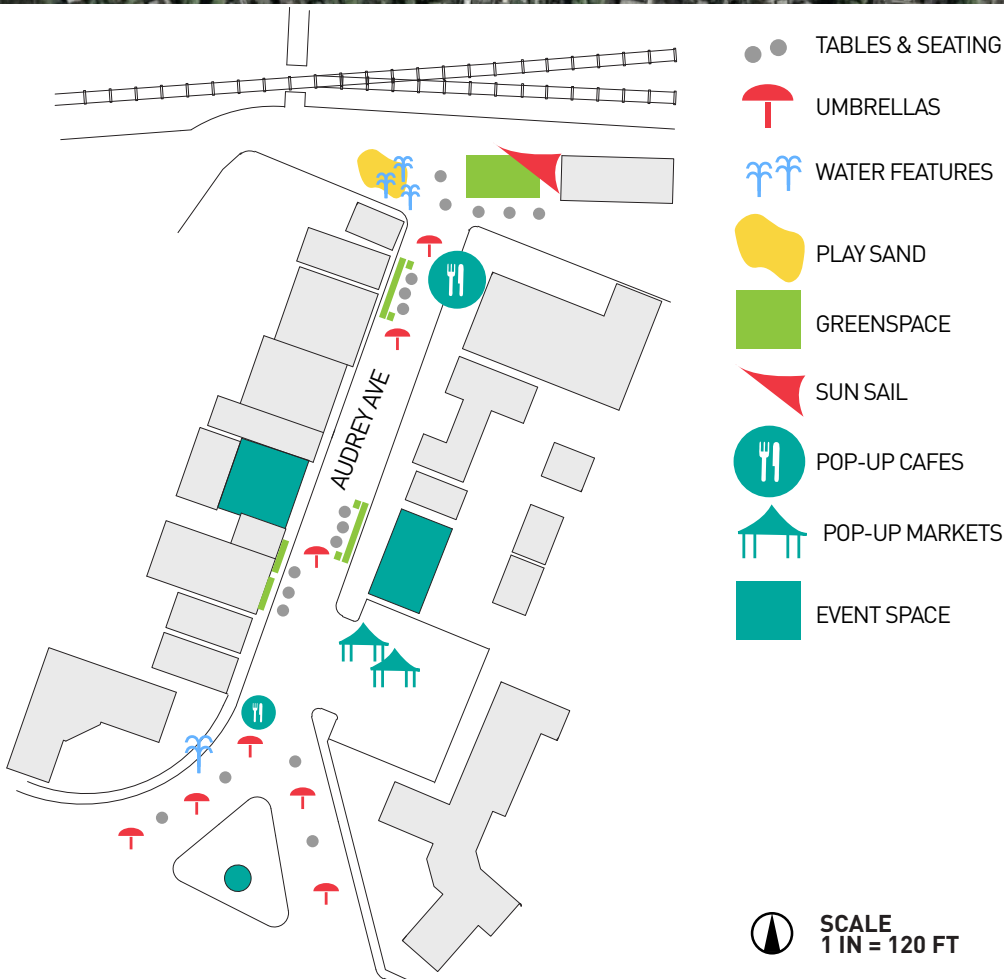 TABLES & SEATING
UMBRELLAS
WATER FEATURES
PLAY SAND
GREENSPACE
SUN SAIL
POP-UP CAFES
POP-UP MARKETS
EVENT SPACE
AUDREY AVE
SCALE
1 IN = 120 FT